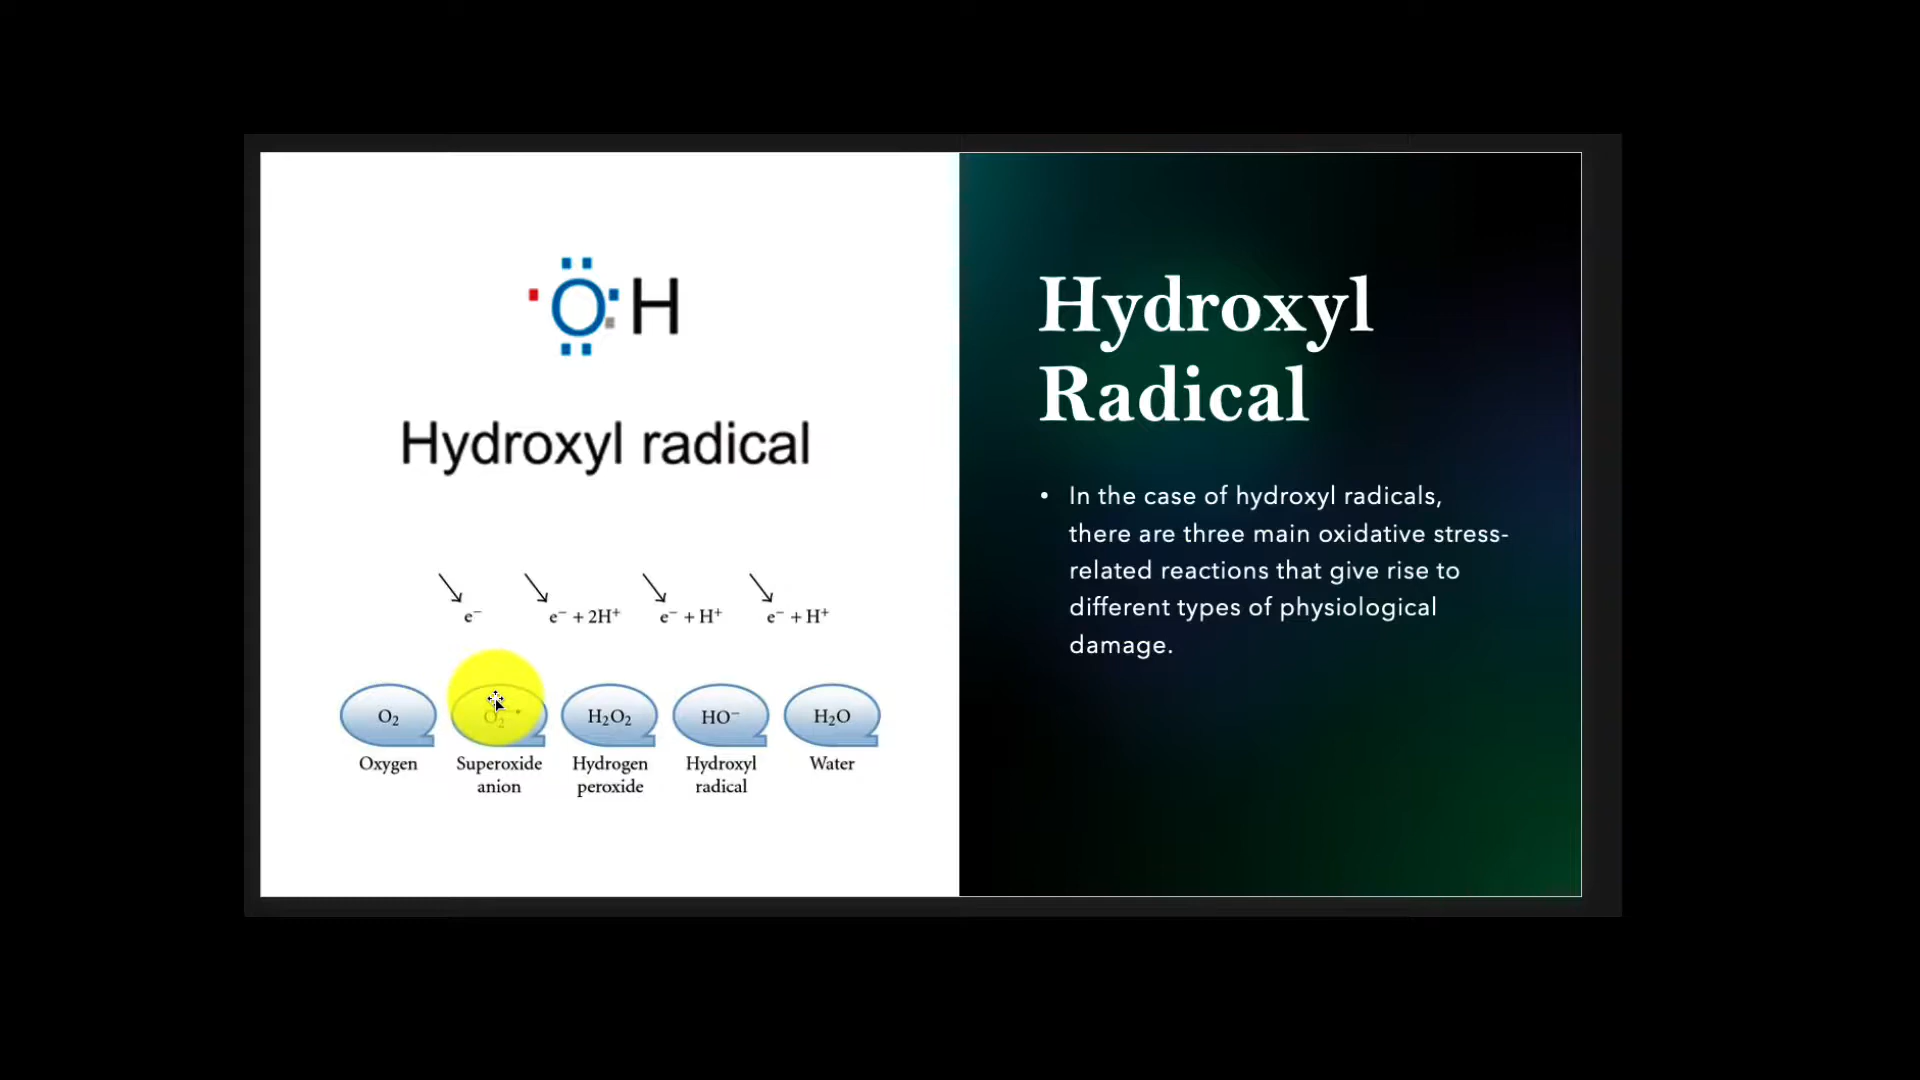 OH
Hydroxyl radical
e⁻ e⁻ + 2H⁺ e⁻ + H⁺ e⁻ + H⁺
O₂ O₂⁻• H₂O₂ HO⁻ H₂O
Oxygen Superoxide anion Hydrogen peroxide Hydroxyl radical Water
Hydroxyl
Radical
• In the case of hydroxyl radicals,
there are three main oxidative stress-
related reactions that give rise to
different types of physiological
damage.